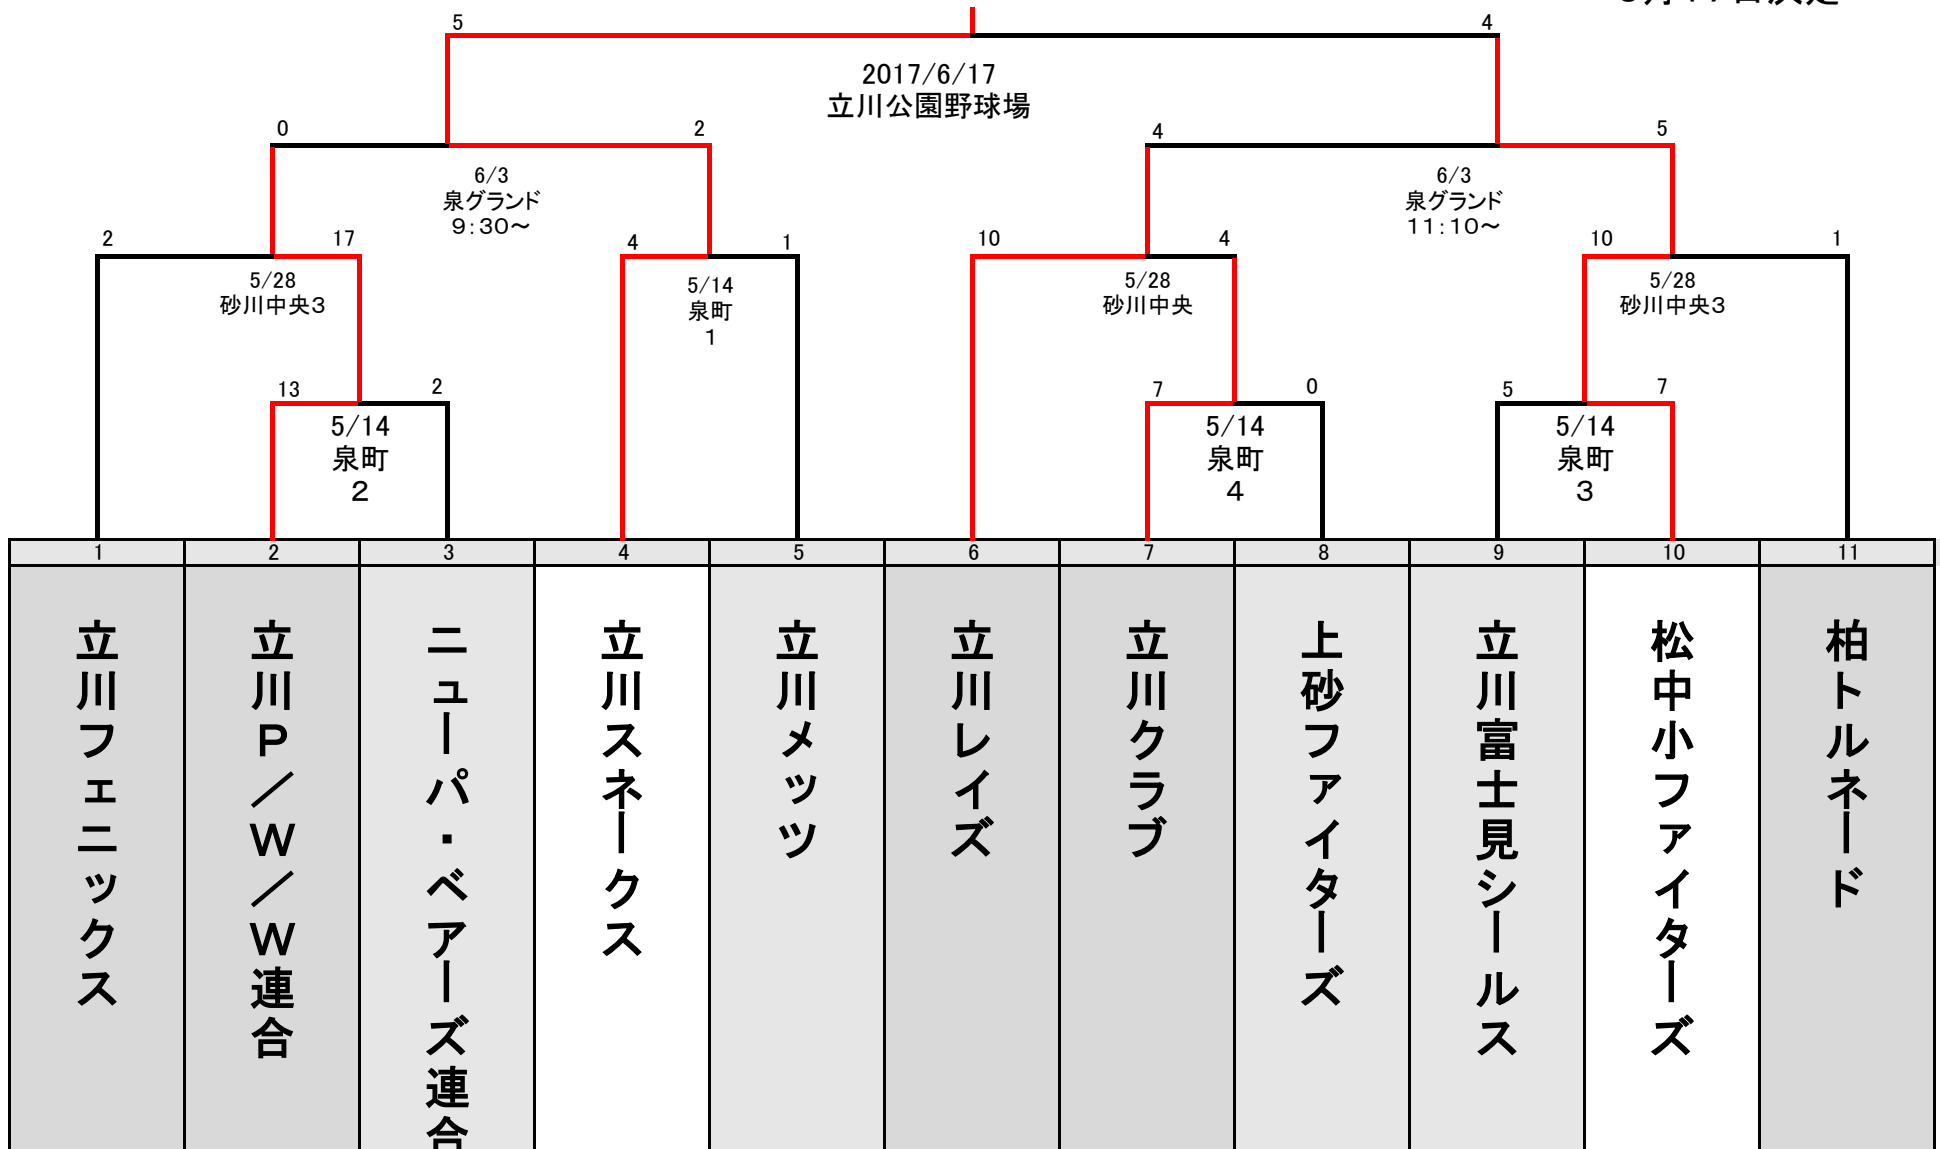 5
4
2017/6/17
立川公園野球場
0
2
4
5
6/3
泉グランド
９：３０～
6/3
泉グランド
１１：１０～
2
17
4
1
10
4
10
1
5/28
砂川中央３
5/14
泉町
１
5/28
砂川中央
5/28
砂川中央３
13
2
7
0
5
7
5/14
泉町
２
5/14
泉町
４
5/14
泉町
３
1
2
3
4
5
6
7
8
9
10
11
立川フェニックス
立川Ｐ／Ｗ／Ｗ連合
ニューパ・ベアーズ連合
立川スネークス
立川メッツ
立川レイズ
立川クラブ
上砂ファイターズ
立川富士見シールス
松中小ファイターズ
柏トルネード